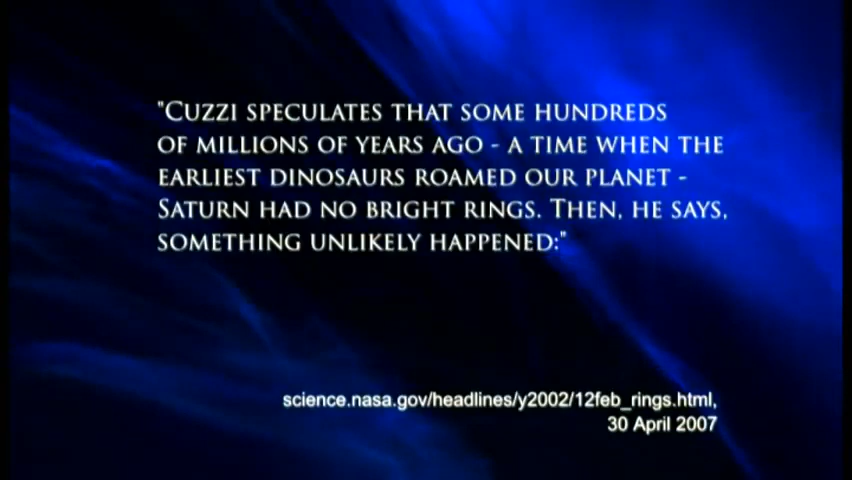 "Cuzzi speculates that some hundreds
of millions of years ago - a time when the
earliest dinosaurs roamed our planet -
Saturn had no bright rings. Then, he says,
something unlikely happened:"
science.nasa.gov/headlines/y2002/12feb_rings.html,
30 April 2007